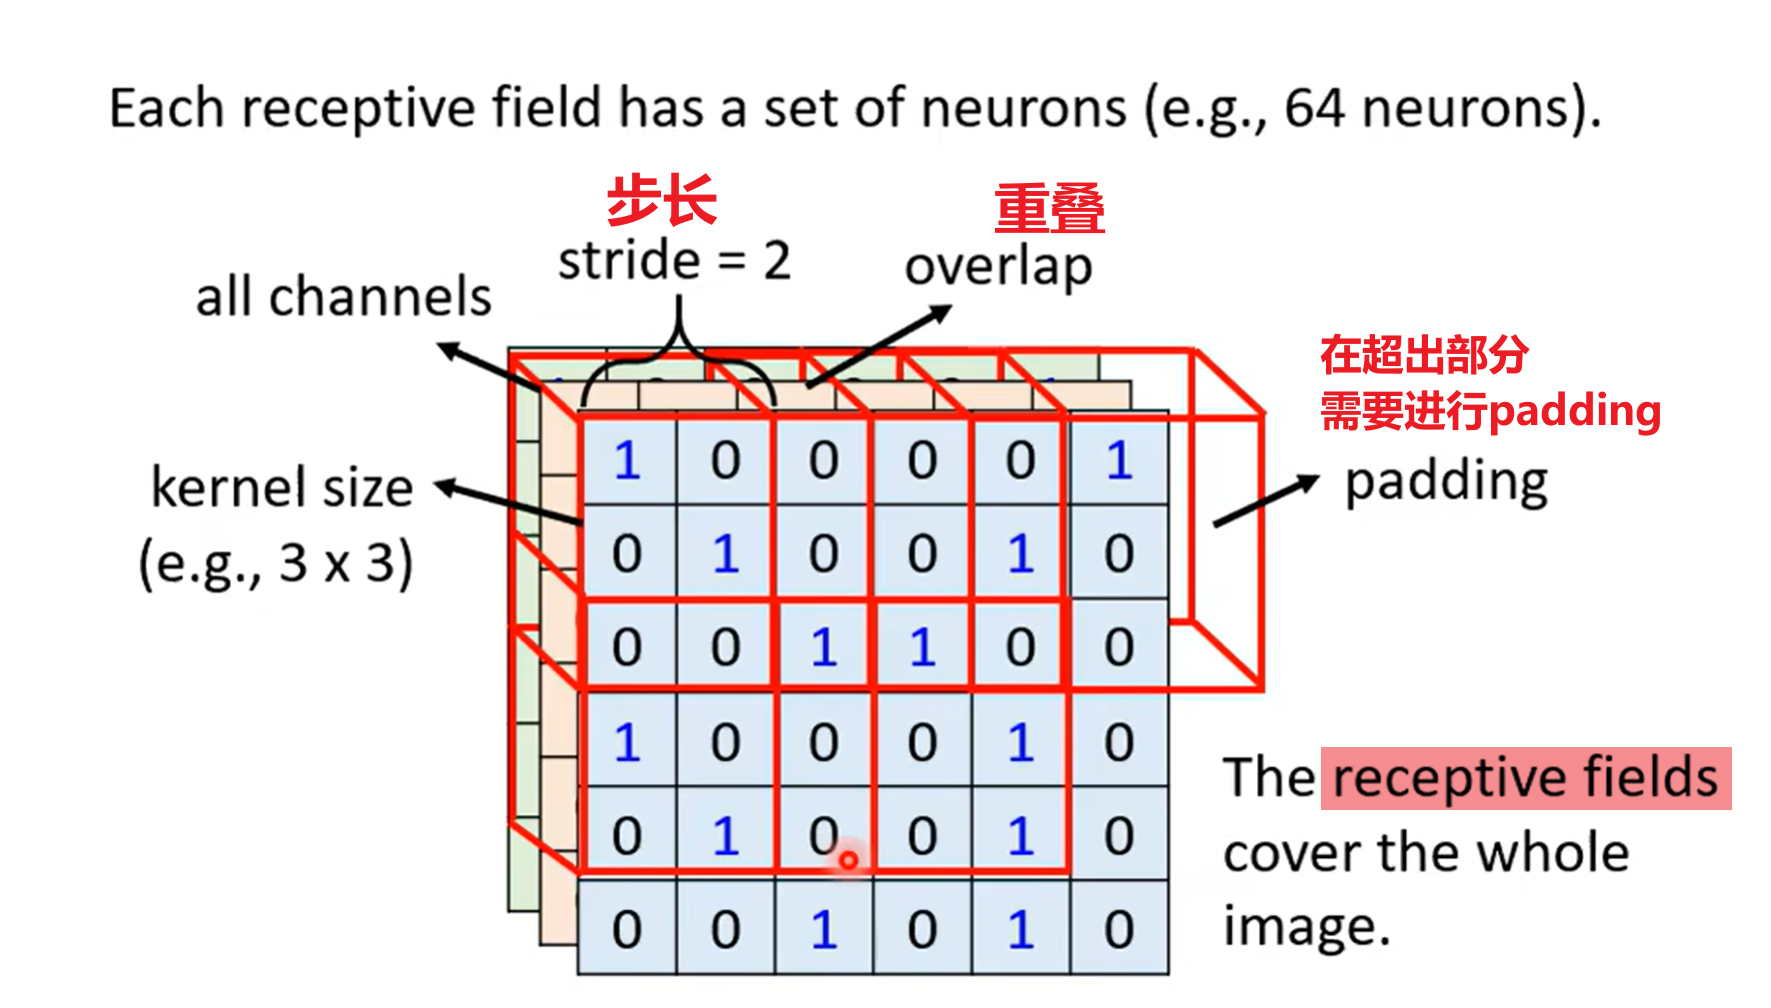 Each receptive field has a set of neurons (e.g., 64 neurons).
步长
重叠
stride = 2
overlap
all channels
在超出部分
需要进行padding
padding
kernel size
(e.g., 3 x 3)
1 0 0 0 0 1
0 1 0 0 1 0
0 0 1 1 0 0
1 0 0 0 1 0
0 1 0 0 1 0
0 0 1 0 1 0
The receptive fields
cover the whole
image.